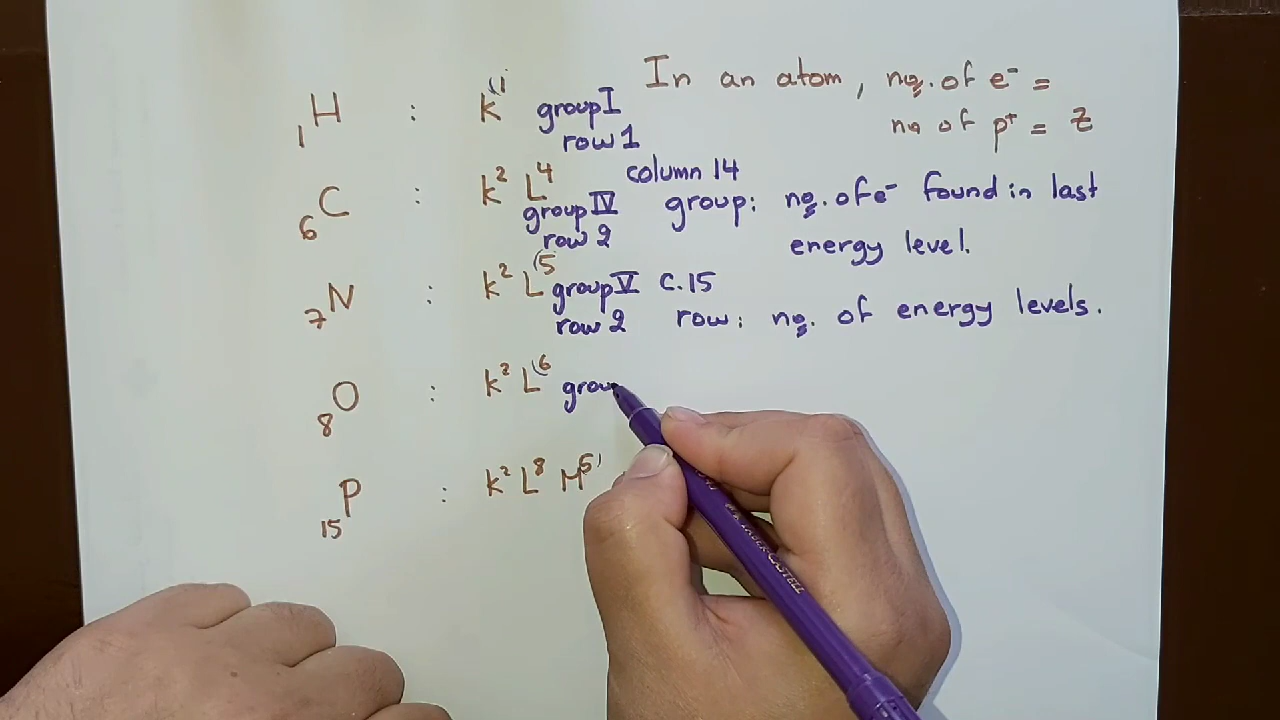 In an atom, nº. of e⁻ =
nº of p⁺ = Z
₁H : K¹ group I
row 1
column 14
₆C : K² L⁴
group IV
row 2
group: nº. of e⁻ found in last
energy level.
₇N : K² L⁵ group V C.15
row 2
row: nº. of energy levels.
₈O : K² L⁶ grou
₁₅P : K² L⁸ M⁵